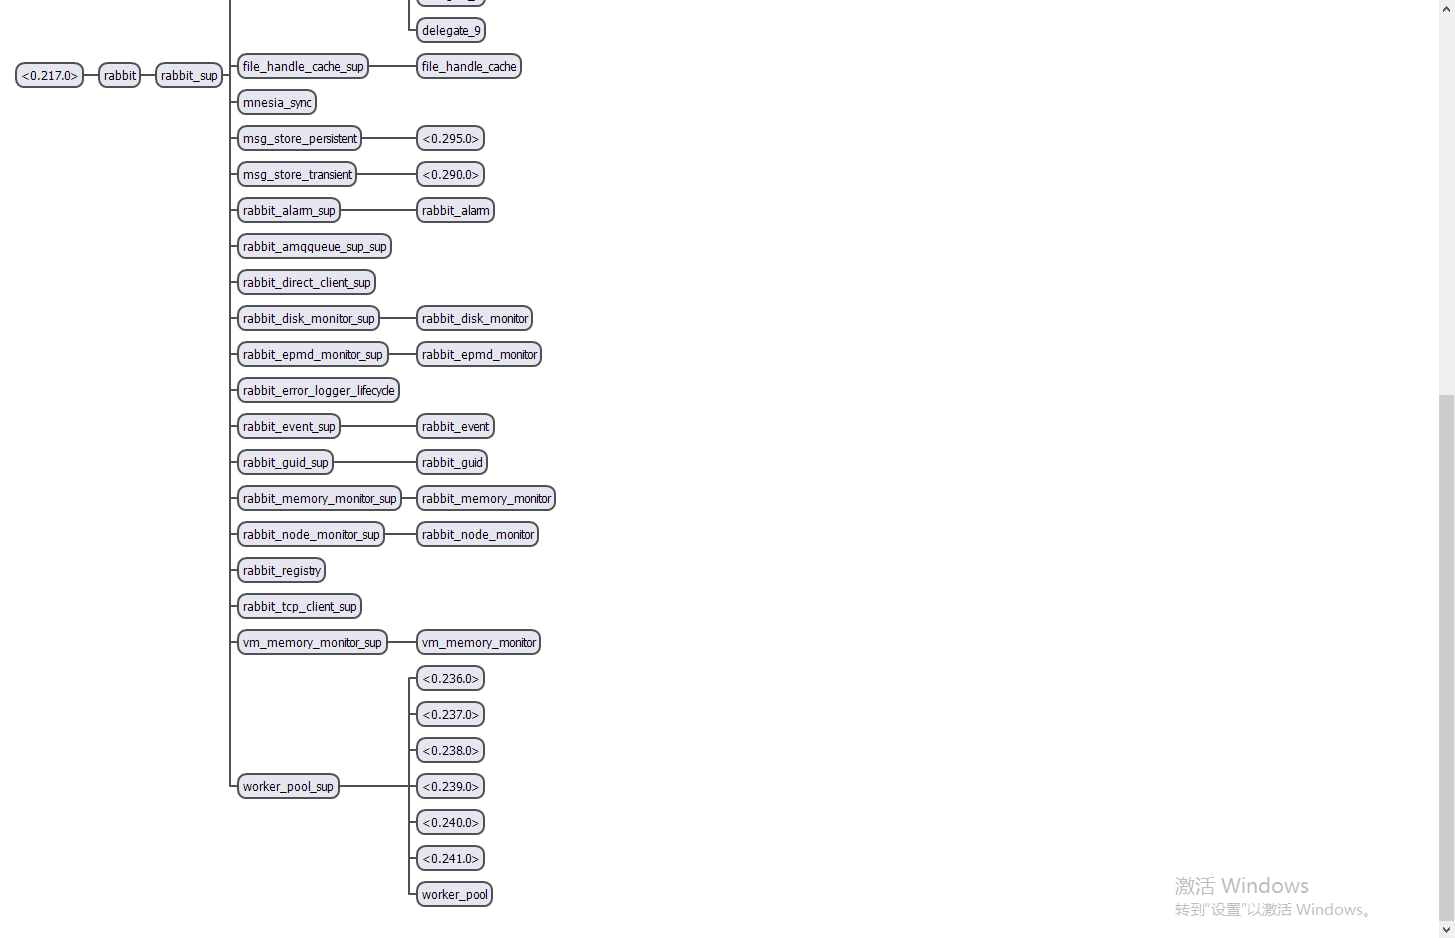 delegate_9
file_handle_cache_sup file_handle_cache
<0.217.0> rabbit rabbit_sup
mnesia_sync
msg_store_persistent <0.295.0>
msg_store_transient <0.290.0>
rabbit_alarm_sup rabbit_alarm
rabbit_amqqueue_sup_sup
rabbit_direct_client_sup
rabbit_disk_monitor_sup rabbit_disk_monitor
rabbit_epmd_monitor_sup rabbit_epmd_monitor
rabbit_error_logger_lifecycle
rabbit_event_sup rabbit_event
rabbit_guid_sup rabbit_guid
rabbit_memory_monitor_sup rabbit_memory_monitor
rabbit_node_monitor_sup rabbit_node_monitor
rabbit_registry
rabbit_tcp_client_sup
vm_memory_monitor_sup vm_memory_monitor
<0.236.0>
<0.237.0>
<0.238.0>
worker_pool_sup <0.239.0>
<0.240.0>
<0.241.0>
worker_pool
激活 Windows
转到“设置”以激活 Windows。